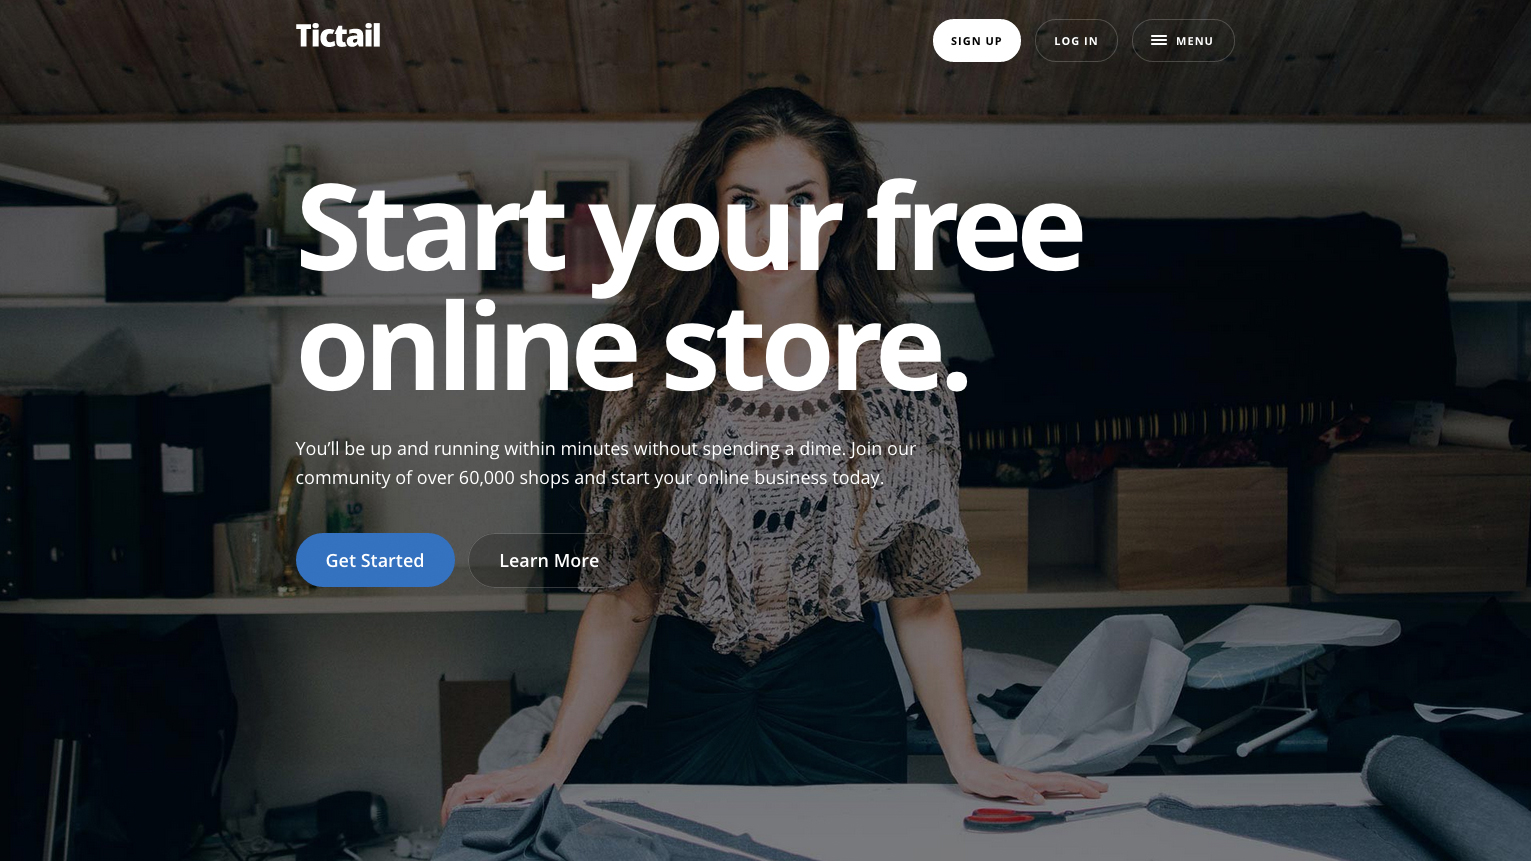 Tictail
SIGN UP
LOG IN
MENU
Start your free
online store.
You’ll be up and running within minutes without spending a dime. Join our
community of over 60,000 shops and start your online business today.
Get Started
Learn More